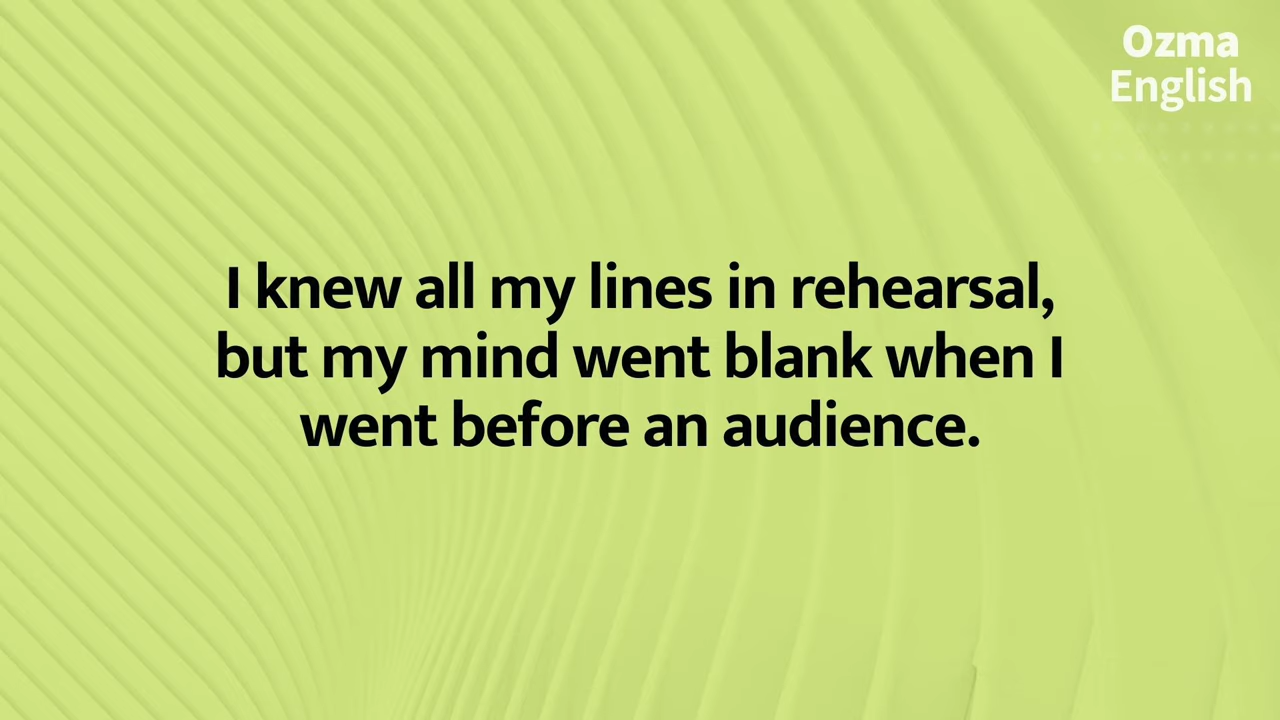 Ozma
English
I knew all my lines in rehearsal,
but my mind went blank when I
went before an audience.